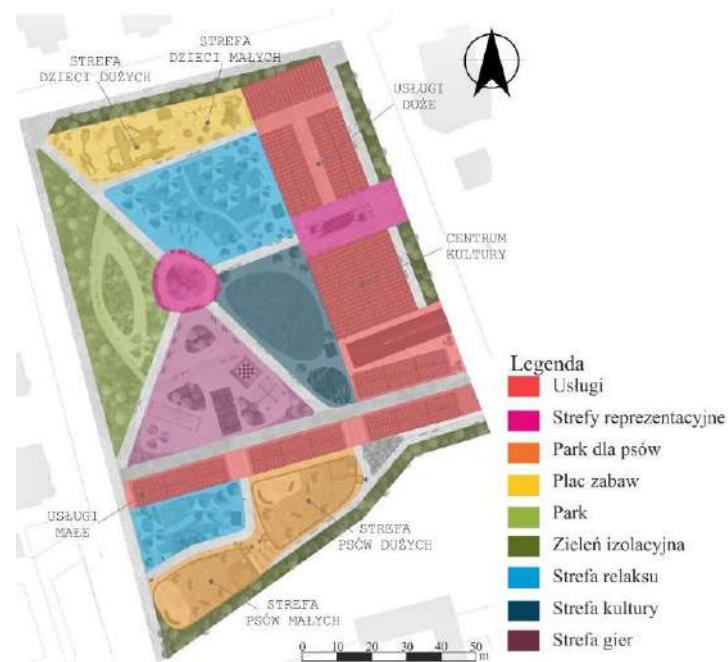 STREFA
DZIECI DUŻYCH
STREFA
DZIECI MAŁYCH
USŁUGI
DUŻE
CENTRUM
KULTURY
USŁUGI
MAŁE
STREFA
PSÓW DUŻYCH
STREFA
PSÓW MAŁYCH
Legenda
Usługi
Strefy reprezentacyjne
Park dla psów
Plac zabaw
Park
Zieleń izolacyjna
Strefa relaksu
Strefa kultury
Strefa gier
0 10 20 30 40 50
m